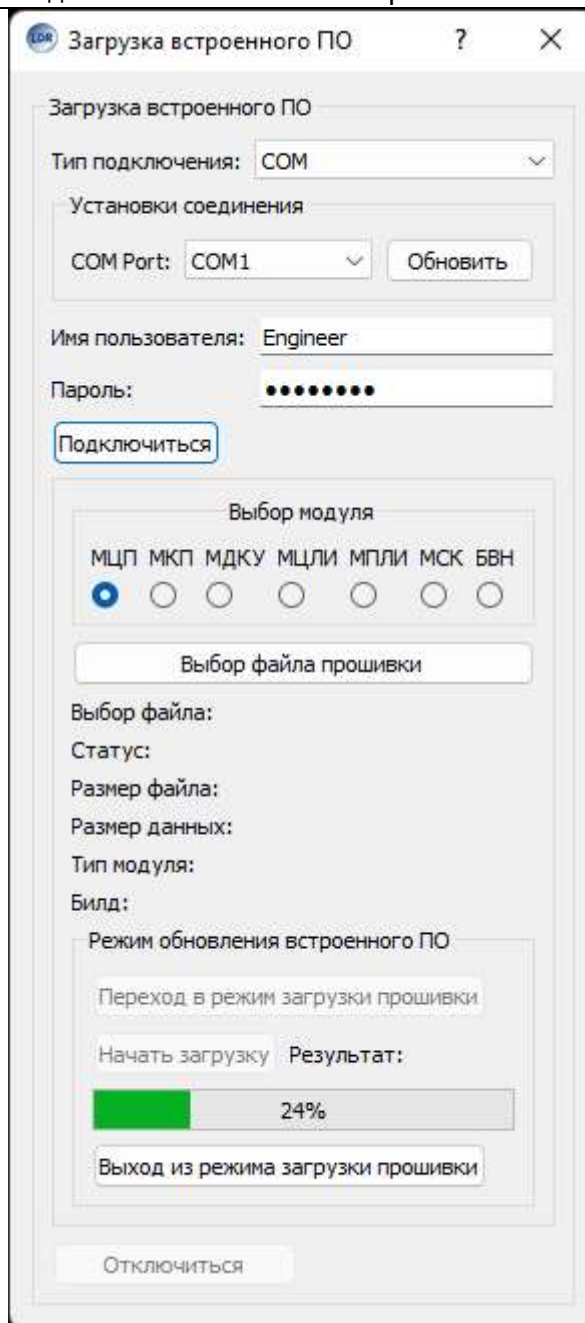 LDR Загрузка встроенного ПО ? ×
Загрузка встроенного ПО
Тип подключения: COM
Установки соединения
COM Port: COM1 Обновить
Имя пользователя: Engineer
Пароль: ●●●●●●●●
Подключиться
Выбор модуля
МЦП МКП МДКУ МЦЛИ МПЛИ МСК БВН
Выбор файла прошивки
Выбор файла:
Статус:
Размер файла:
Размер данных:
Тип модуля:
Билд:
Режим обновления встроенного ПО
Переход в режим загрузки прошивки
Начать загрузку Результат:
24%
Выход из режима загрузки прошивки
Отключиться